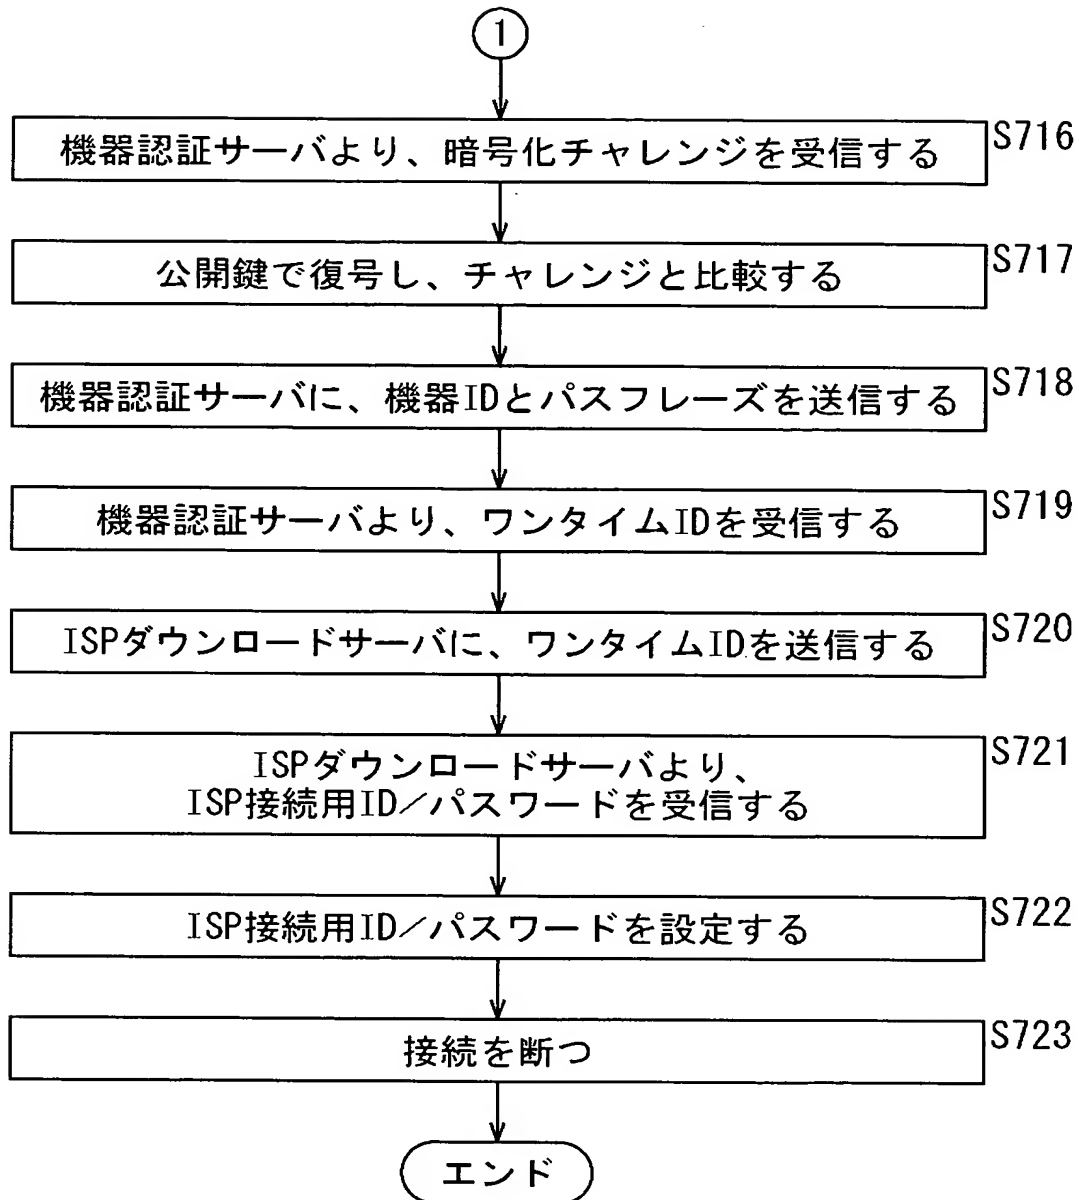 1
機器認証サーバより、暗号化チャレンジを受信する
S716
公開鍵で復号し、チャレンジと比較する
S717
機器認証サーバに、機器IDとパスフレーズを送信する
S718
機器認証サーバより、ワンタイムIDを受信する
S719
ISPダウンロードサーバに、ワンタイムIDを送信する
S720
ISPダウンロードサーバより、
ISP接続用ID/パスワードを受信する
S721
ISP接続用ID/パスワードを設定する
S722
接続を断つ
S723
エンド